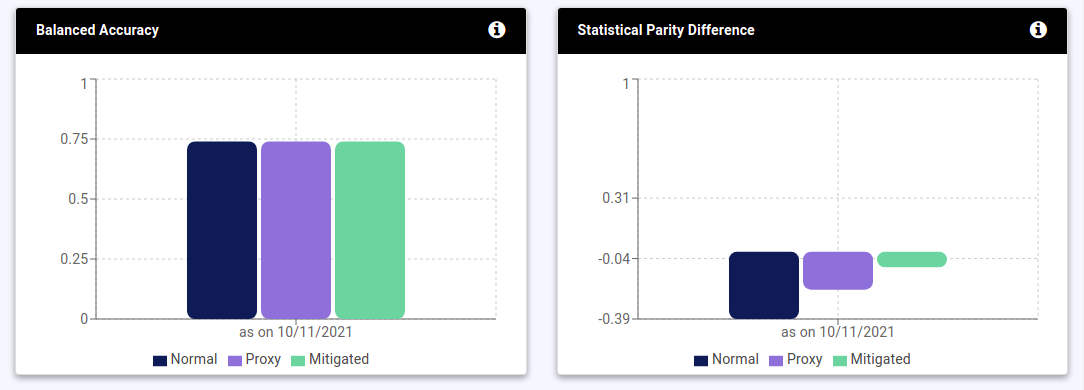 Balanced Accuracy
1
0.75
0.5
0.25
0
as on 10/11/2021
Normal Proxy Mitigated
Statistical Parity Difference
1
0.31
-0.04
-0.39
as on 10/11/2021
Normal Proxy Mitigated